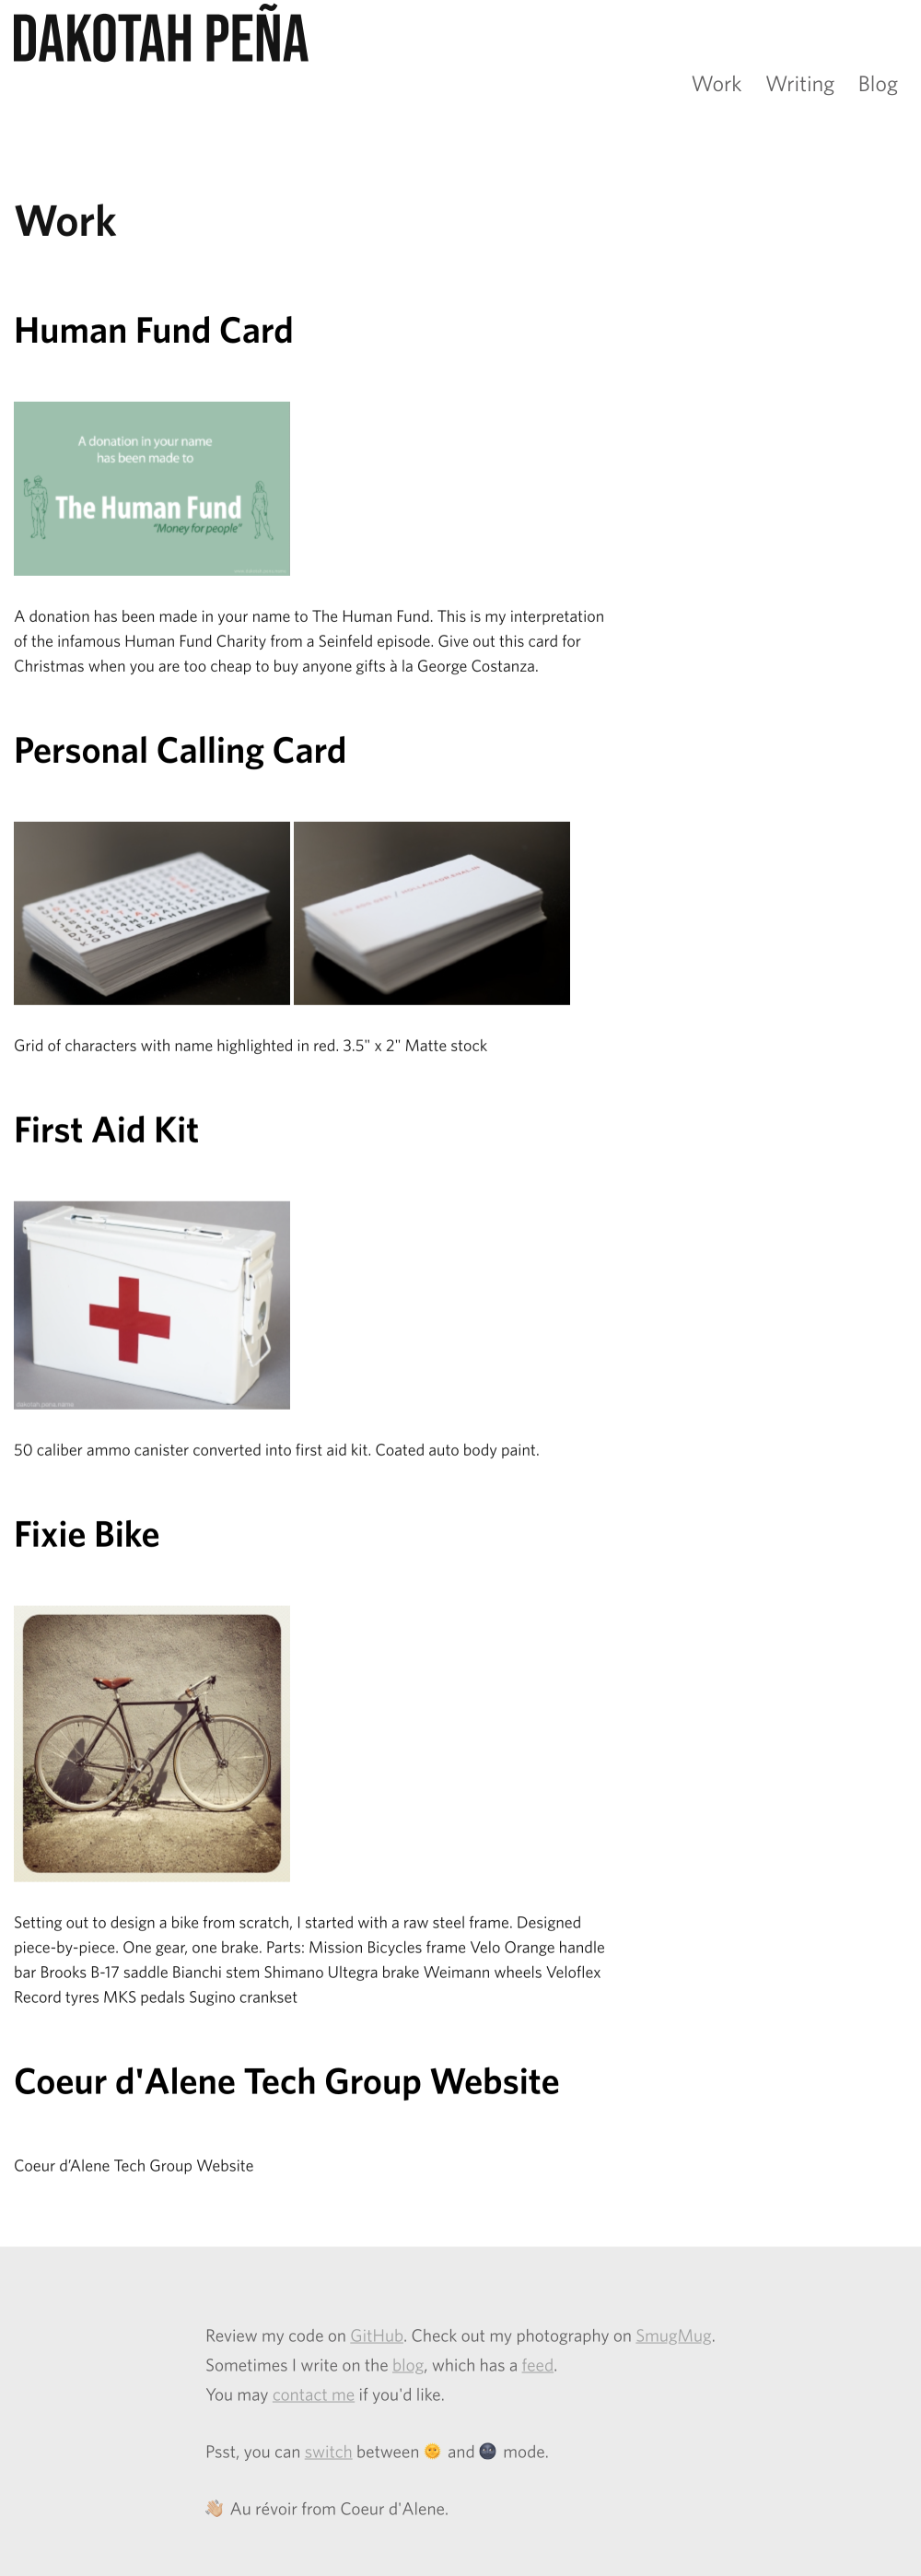 DAKOTAH PEÑA
Work Writing Blog
Work
Human Fund Card
A donation in your name
has been made to
The Human Fund
"Money for people"
A donation has been made in your name to The Human Fund. This is my interpretation
of the infamous Human Fund Charity from a Seinfeld episode. Give out this card for
Christmas when you are too cheap to buy anyone gifts à la George Costanza.
Personal Calling Card
Grid of characters with name highlighted in red. 3.5" x 2" Matte stock
First Aid Kit
50 caliber ammo canister converted into first aid kit. Coated auto body paint.
Fixie Bike
Setting out to design a bike from scratch, I started with a raw steel frame. Designed
piece-by-piece. One gear, one brake. Parts: Mission Bicycles frame Velo Orange handle
bar Brooks B-17 saddle Bianchi stem Shimano Ultegra brake Weimann wheels Veloflex
Record tyres MKS pedals Sugino crankset
Coeur d'Alene Tech Group Website
Coeur d’Alene Tech Group Website
Review my code on GitHub. Check out my photography on SmugMug.
Sometimes I write on the blog, which has a feed.
You may contact me if you'd like.
Psst, you can switch between 🌞 and 🌚 mode.
👋🏼 Au révoir from Coeur d'Alene.